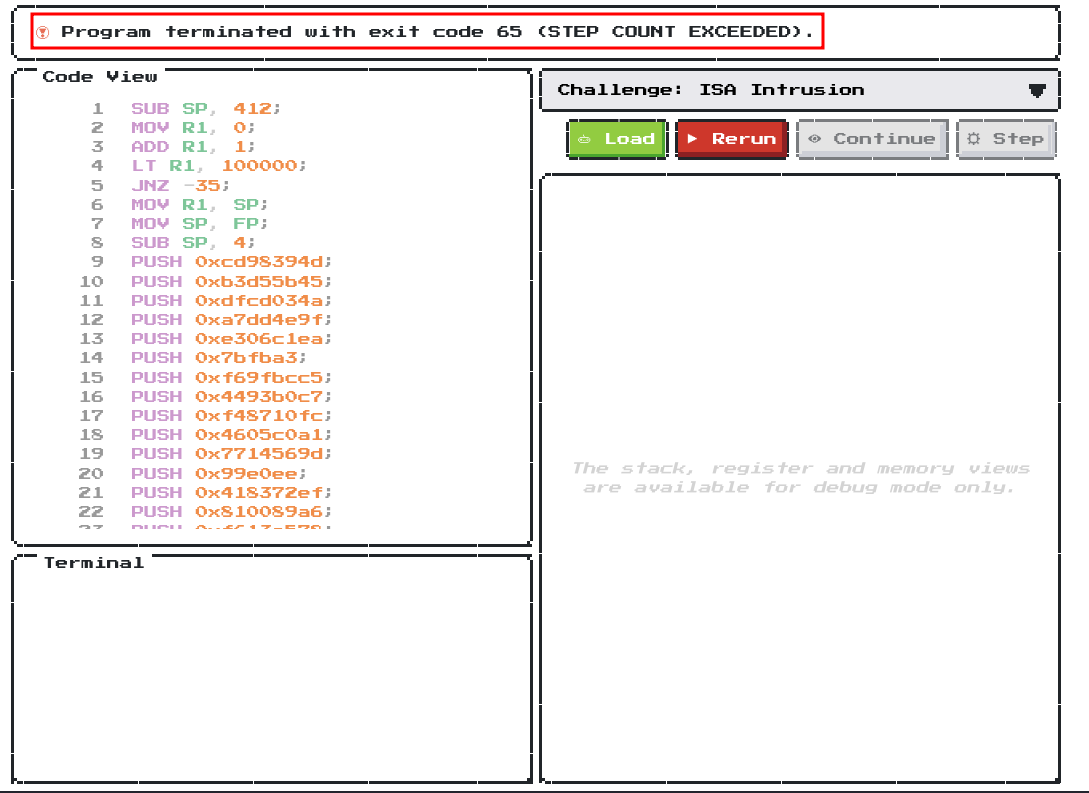 Program terminated with exit code 65 (STEP COUNT EXCEEDED).
Code View
1 SUB SP, 412;
2 MOV R1, 0;
3 ADD R1, 1;
4 LT R1, 100000;
5 JNZ -35;
6 MOV R1, SP;
7 MOV SP, FP;
8 SUB SP, 4;
9 PUSH 0xcd98394d;
10 PUSH 0xb3d55b45;
11 PUSH 0xdfcd034a;
12 PUSH 0xa7dd4e9f;
13 PUSH 0xe306c1ea;
14 PUSH 0x7bfba3;
15 PUSH 0xf69fbcc5;
16 PUSH 0x4493b0c7;
17 PUSH 0xf48710fc;
18 PUSH 0x4605c0a1;
19 PUSH 0x7714569d;
20 PUSH 0x99e0ee;
21 PUSH 0x418372ef;
22 PUSH 0x810089a6;
23 PUSH
Terminal
Challenge: ISA Intrusion
Load Rerun Continue Step
The stack, register and memory views
are available for debug mode only.